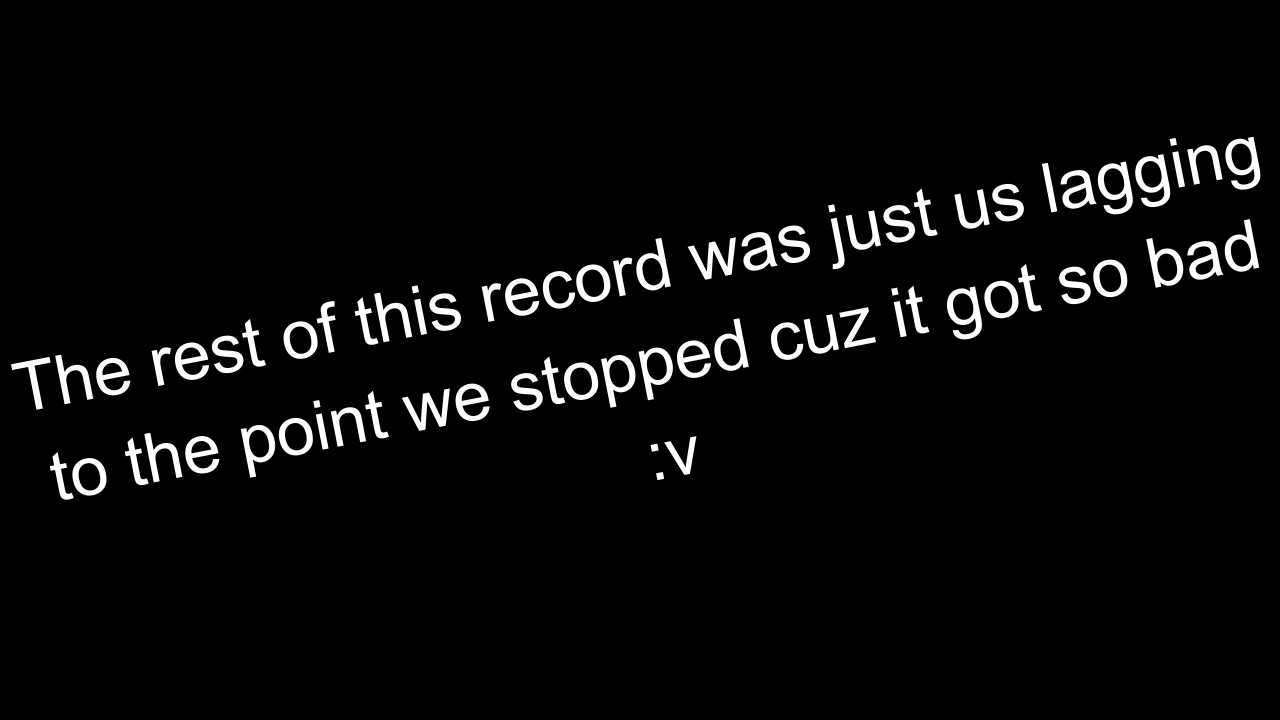 The rest of this record was just us lagging
to the point we stopped cuz it got so bad
:v